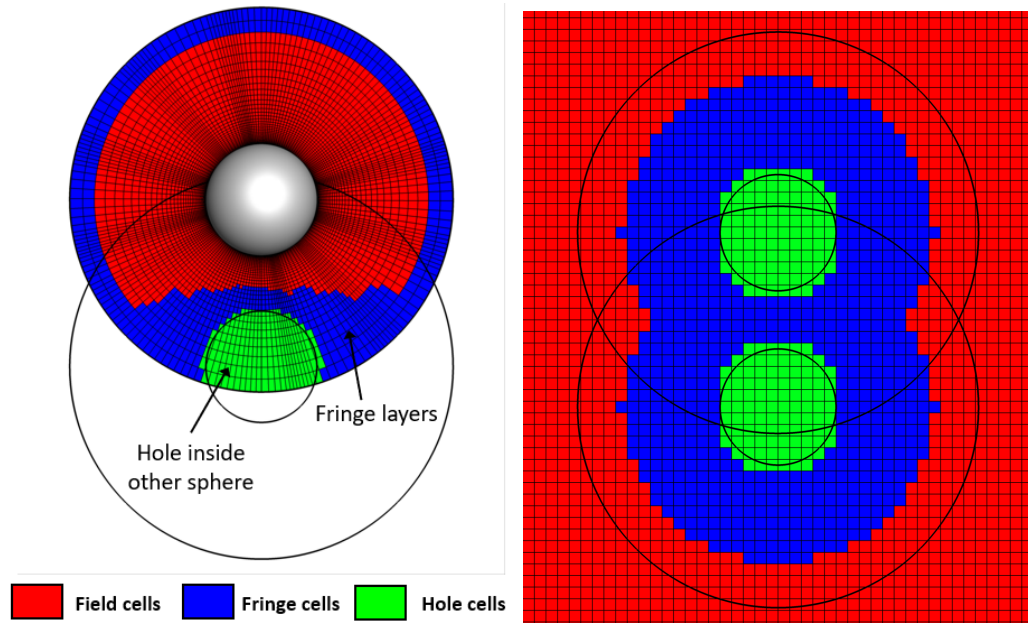 Fringe layers
Hole inside
other sphere
Field cells
Fringe cells
Hole cells